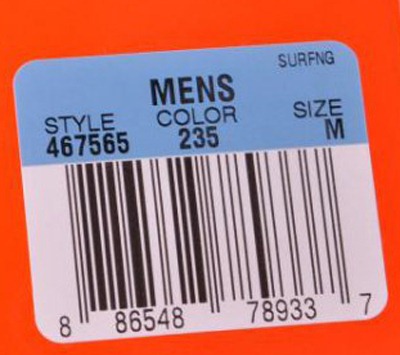 SURFNG
MENS
STYLE COLOR SIZE
467565 235 M
8 86548 78933 7